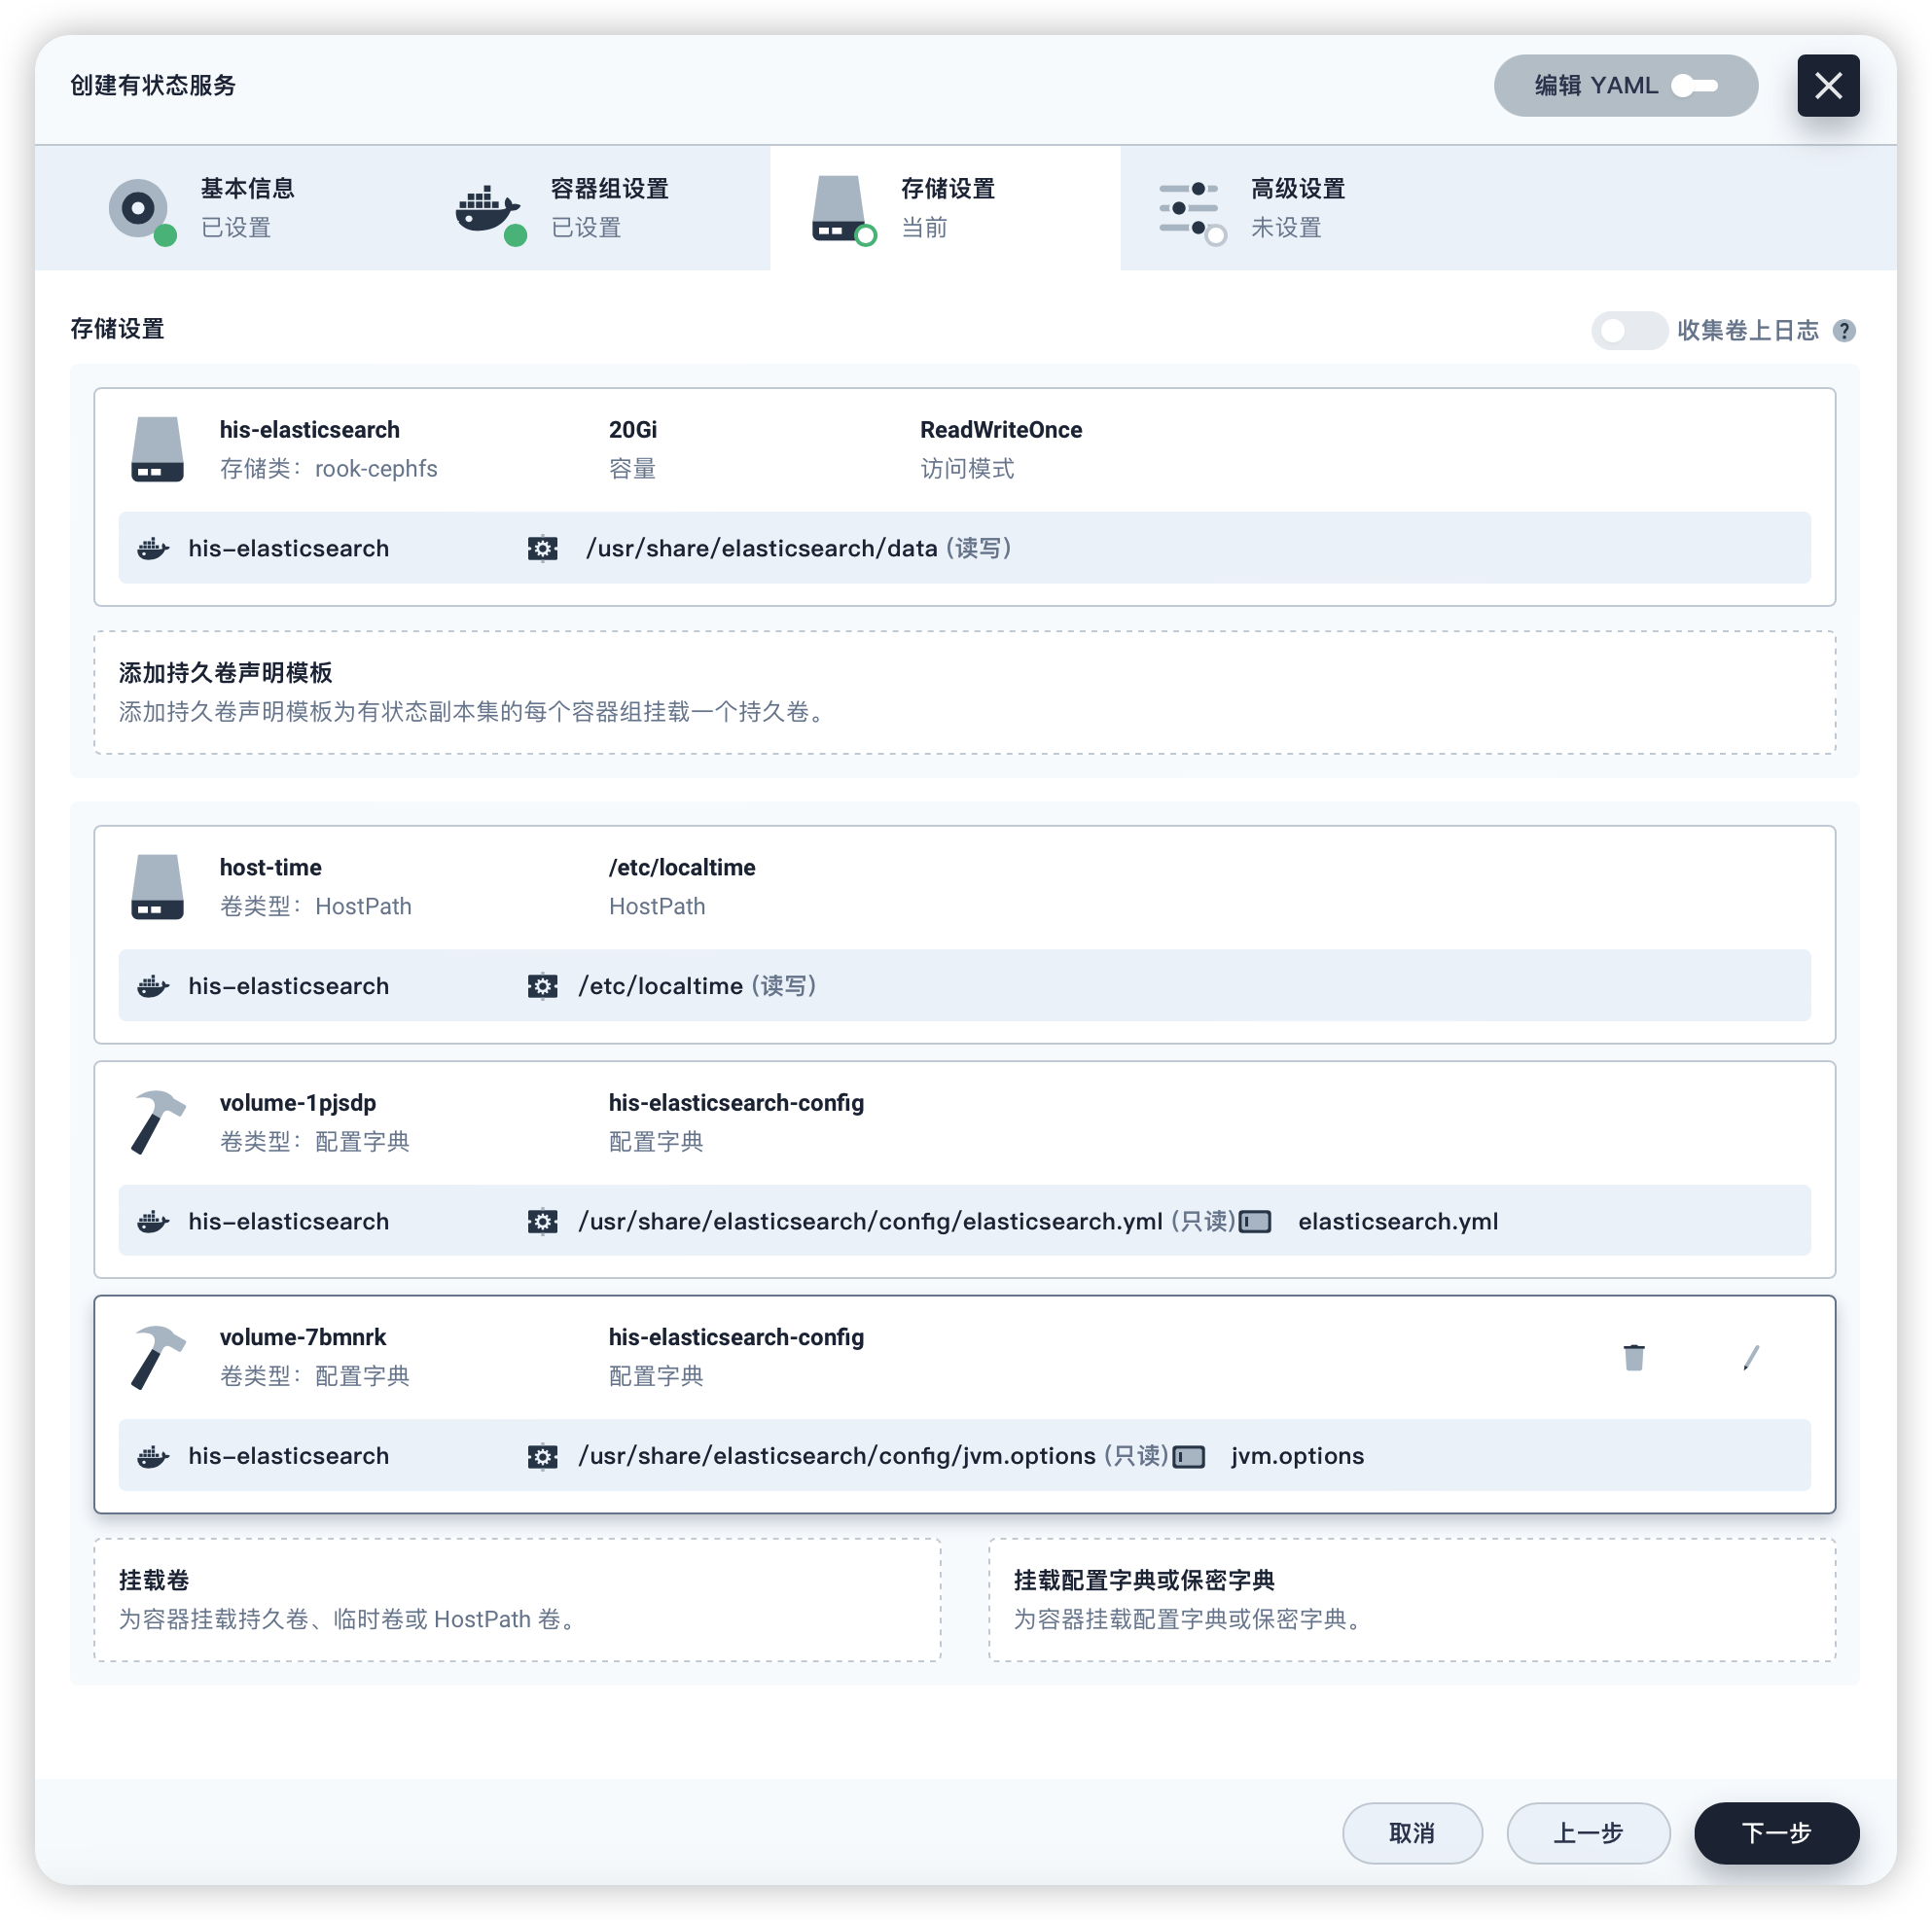 创建有状态服务
编辑 YAML
基本信息
已设置
容器组设置
已设置
存储设置
当前
高级设置
未设置
存储设置
收集卷上日志 ?
his-elasticsearch
存储类：rook-cephfs
20Gi
容量
ReadWriteOnce
访问模式
his-elasticsearch
/usr/share/elasticsearch/data (读写)
添加持久卷声明模板
添加持久卷声明模板为有状态副本集的每个容器组挂载一个持久卷。
host-time
卷类型：HostPath
/etc/localtime
HostPath
his-elasticsearch
/etc/localtime (读写)
volume-1pjsdp
卷类型：配置字典
his-elasticsearch-config
配置字典
his-elasticsearch
/usr/share/elasticsearch/config/elasticsearch.yml (只读)
elasticsearch.yml
volume-7bmnrk
卷类型：配置字典
his-elasticsearch-config
配置字典
his-elasticsearch
/usr/share/elasticsearch/config/jvm.options (只读)
jvm.options
挂载卷
为容器挂载持久卷、临时卷或 HostPath 卷。
挂载配置字典或保密字典
为容器挂载配置字典或保密字典。
取消
上一步
下一步